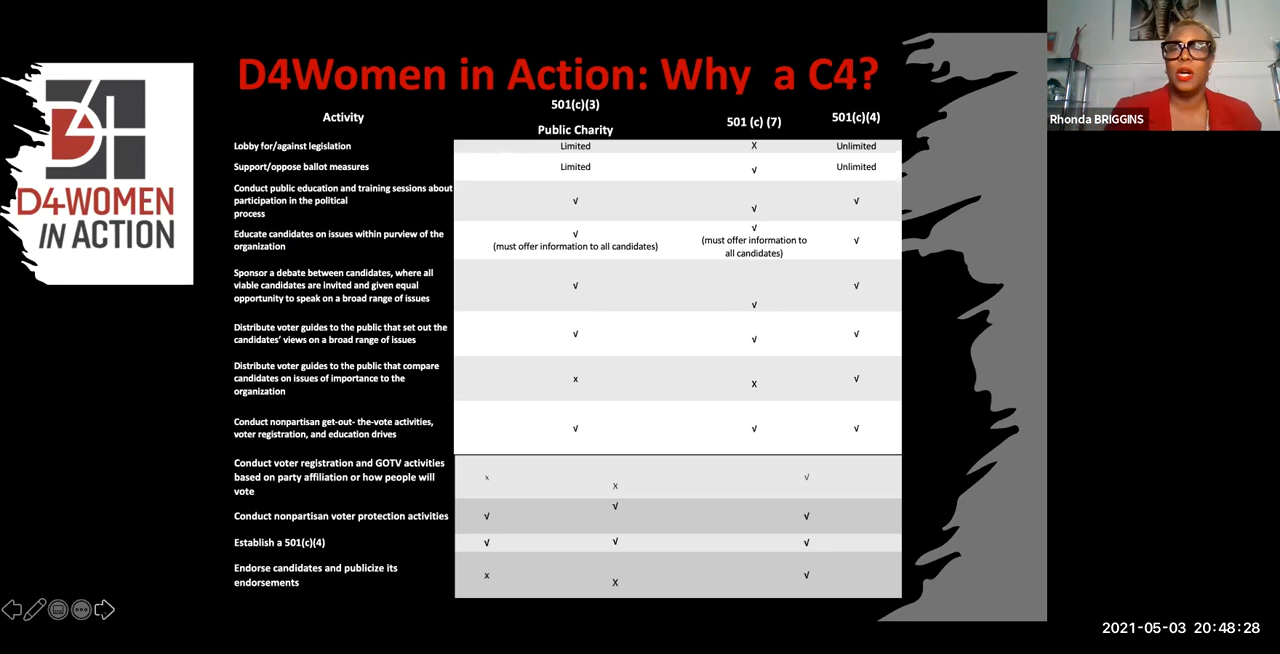 D4Women in Action: Why a C4?
D4WOMEN
IN ACTION
Rhonda BRIGGINS
Activity
501(c)(3)
Public Charity
501 (c) (7)
501(c)(4)
Lobby for/against legislation
Limited
X
Unlimited
Support/oppose ballot measures
Limited
√
Unlimited
Conduct public education and training sessions about
participation in the political
process
√
√
√
Educate candidates on issues within purview of the
organization
√
(must offer information to all candidates)
√
(must offer information to
all candidates)
√
Sponsor a debate between candidates, where all
viable candidates are invited and given equal
opportunity to speak on a broad range of issues
√
√
√
Distribute voter guides to the public that set out the
candidates' views on a broad range of issues
√
√
√
Distribute voter guides to the public that compare
candidates on issues of importance to the
organization
x
X
√
Conduct nonpartisan get-out- the-vote activities,
voter registration, and education drives
√
√
√
Conduct voter registration and GOTV activities
based on party affiliation or how people will
vote
x
X
√
Conduct nonpartisan voter protection activities
√
√
√
Establish a 501(c)(4)
√
√
√
Endorse candidates and publicize its
endorsements
x
X
√
2021-05-03 20:48:28